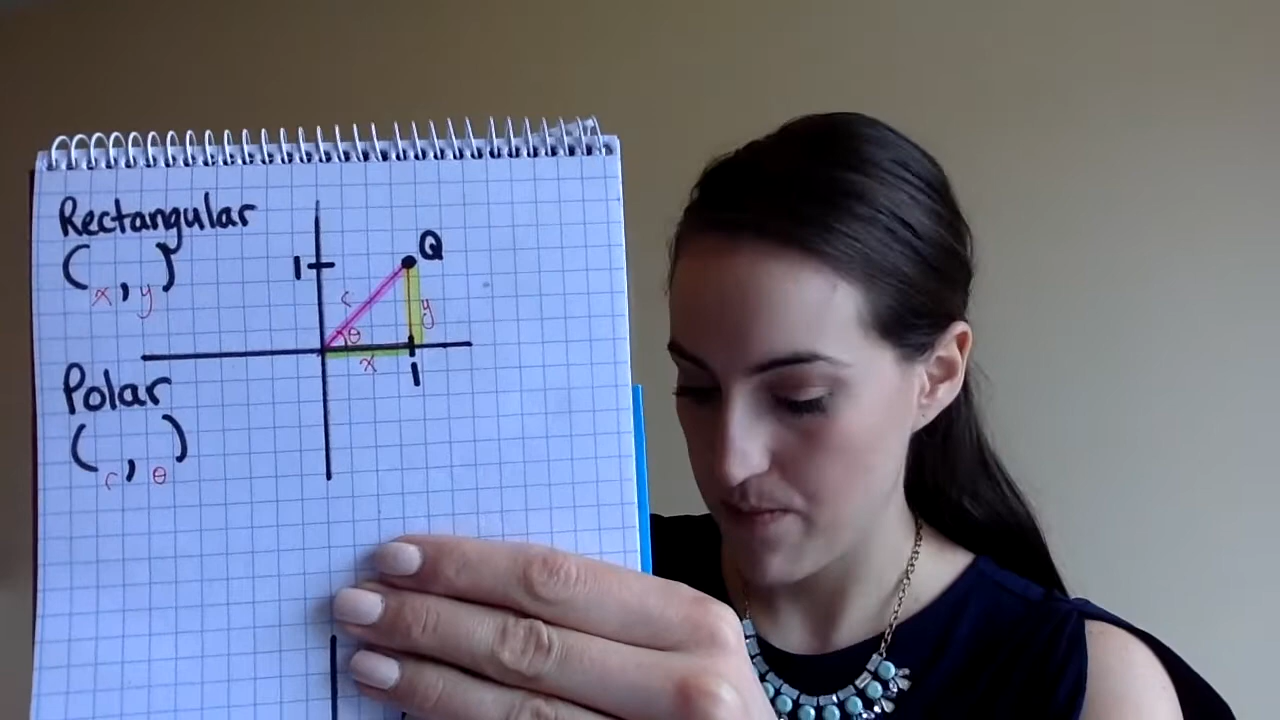 Rectangular
(x, y)
Polar
(r, θ)
1
Q
r
θ
y
x
1